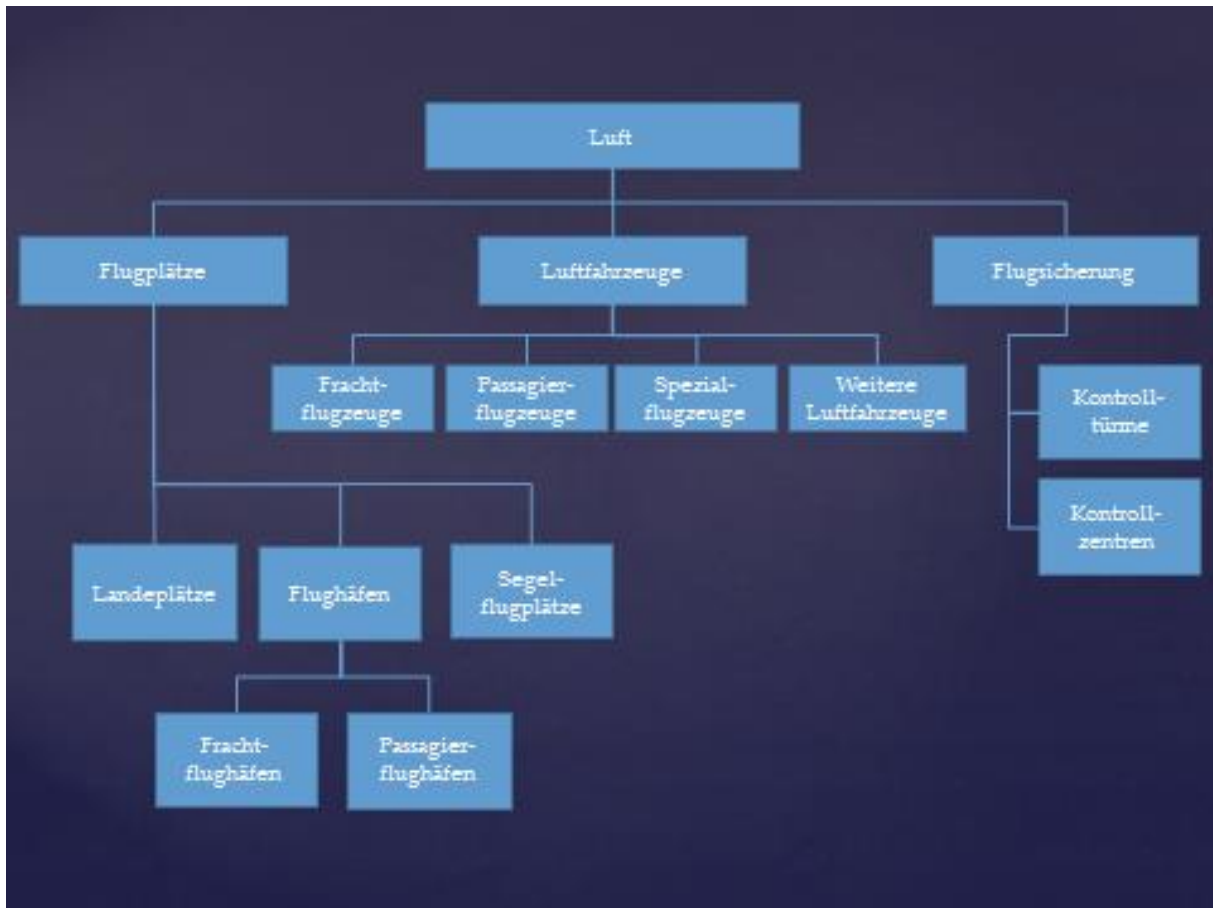 Luft
Flugplätze
Luftfahrzeuge
Flugsicherung
Fracht-
flugzeuge
Passagier-
flugzeuge
Spezial-
flugzeuge
Weitere
Luftfahrzeuge
Kontroll-
türme
Kontroll-
zentren
Landeplätze
Flughäfen
Segel-
flugplätze
Fracht-
flughäfen
Passagier-
flughäfen